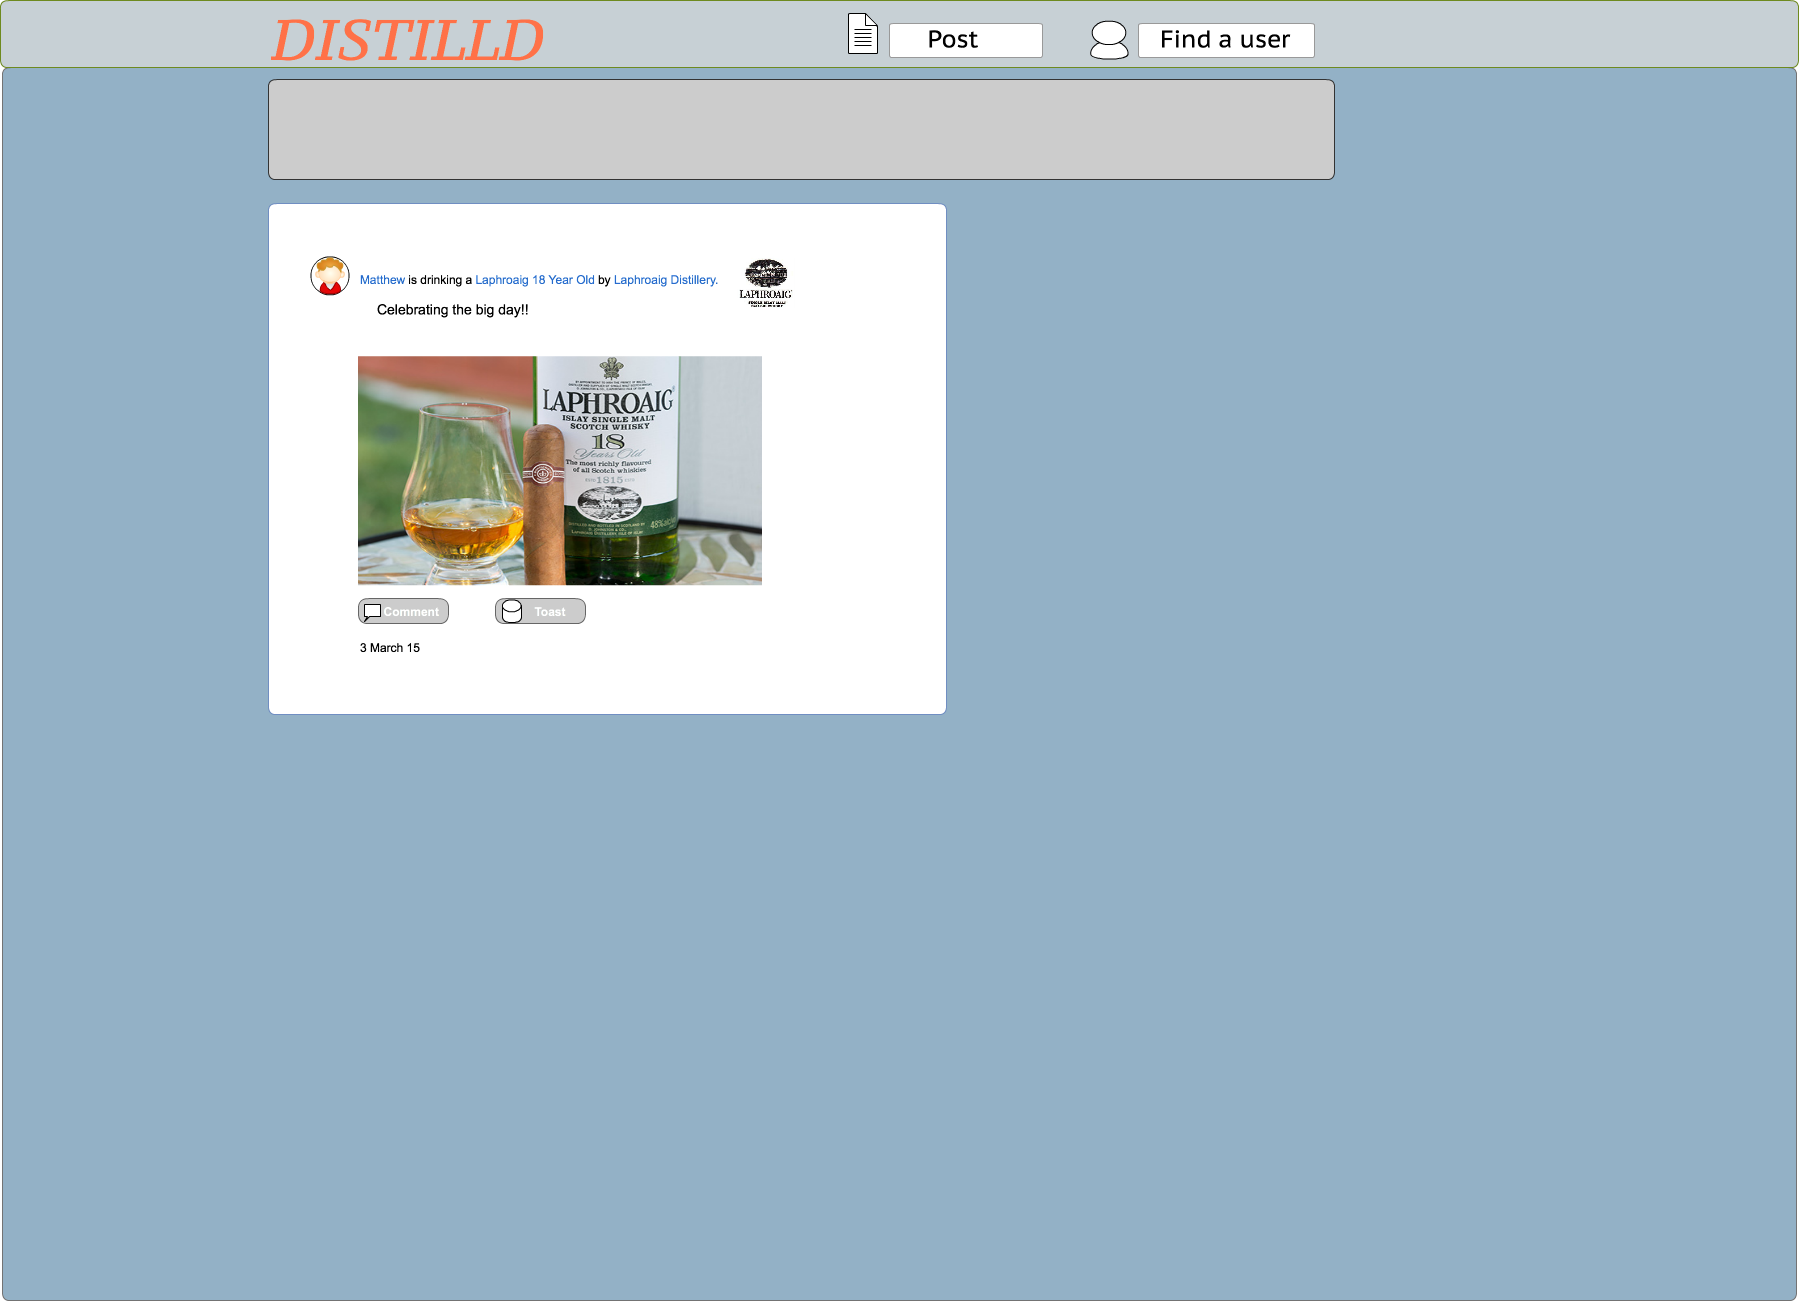 DISTILLD
Post
Find a user
Matthew is drinking a Laphroaig 18 Year Old by Laphroaig Distillery.
LAPHROAIG
Celebrating the big day!!
LAPHROAIG
ISLAY SINGLE MALT
SCOTCH WHISKY
18
Years Old
The most richly flavoured
of all Scotch whiskies
1815
48%
Comment
Toast
3 March 15